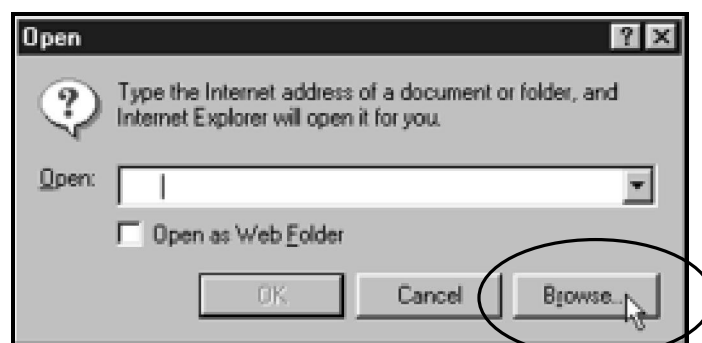 Open
Type the Internet address of a document or folder, and
Internet Explorer will open it for you.
Open:
Open as Web Folder
OK Cancel Browse...